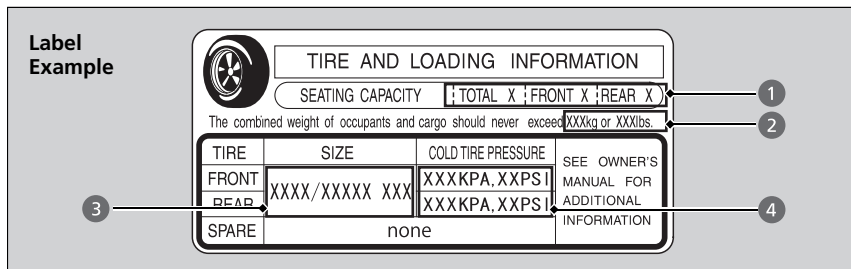 Label
Example
TIRE AND LOADING INFORMATION
SEATING CAPACITY TOTAL X FRONT X REAR X
1
The combined weight of occupants and cargo should never exceed XXXkg or XXXlbs.
2
TIRE SIZE COLD TIRE PRESSURE
FRONT XXXX/XXXXX XXX XXXKPA,XXPSI
REAR XXXKPA,XXPSI
SPARE none
SEE OWNER'S
MANUAL FOR
ADDITIONAL
INFORMATION
3
4